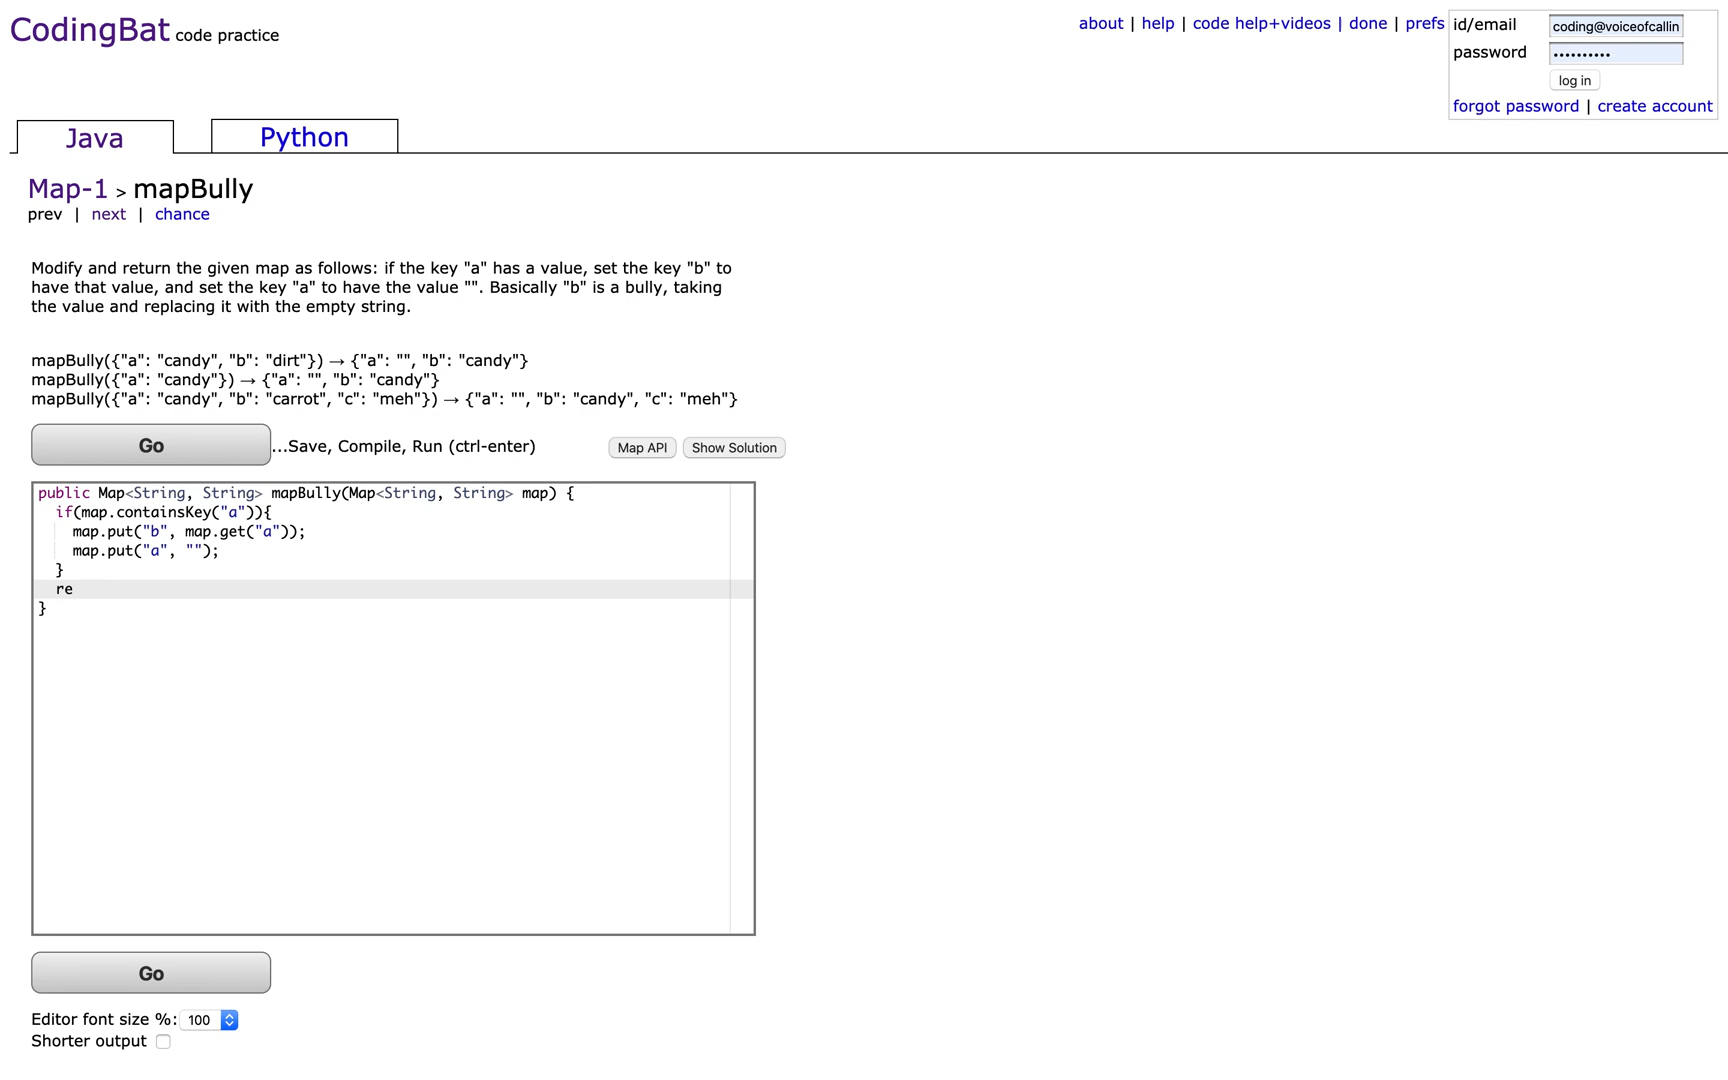 CodingBat code practice
about | help | code help+videos | done | prefs
id/email coding@voiceofcallin
password ••••••••••
log in
forgot password | create account
Java
Python
Map-1 > mapBully
prev | next | chance
Modify and return the given map as follows: if the key "a" has a value, set the key "b" to
have that value, and set the key "a" to have the value "". Basically "b" is a bully, taking
the value and replacing it with the empty string.
mapBully({"a": "candy", "b": "dirt"}) → {"a": "", "b": "candy"}
mapBully({"a": "candy"}) → {"a": "", "b": "candy"}
mapBully({"a": "candy", "b": "carrot", "c": "meh"}) → {"a": "", "b": "candy", "c": "meh"}
Go
...Save, Compile, Run (ctrl-enter)
Map API
Show Solution
public Map<String, String> mapBully(Map<String, String> map) {
  if(map.containsKey("a")){
    map.put("b", map.get("a"));
    map.put("a", "");
  }
  re
}
Go
Editor font size %: 100
Shorter output